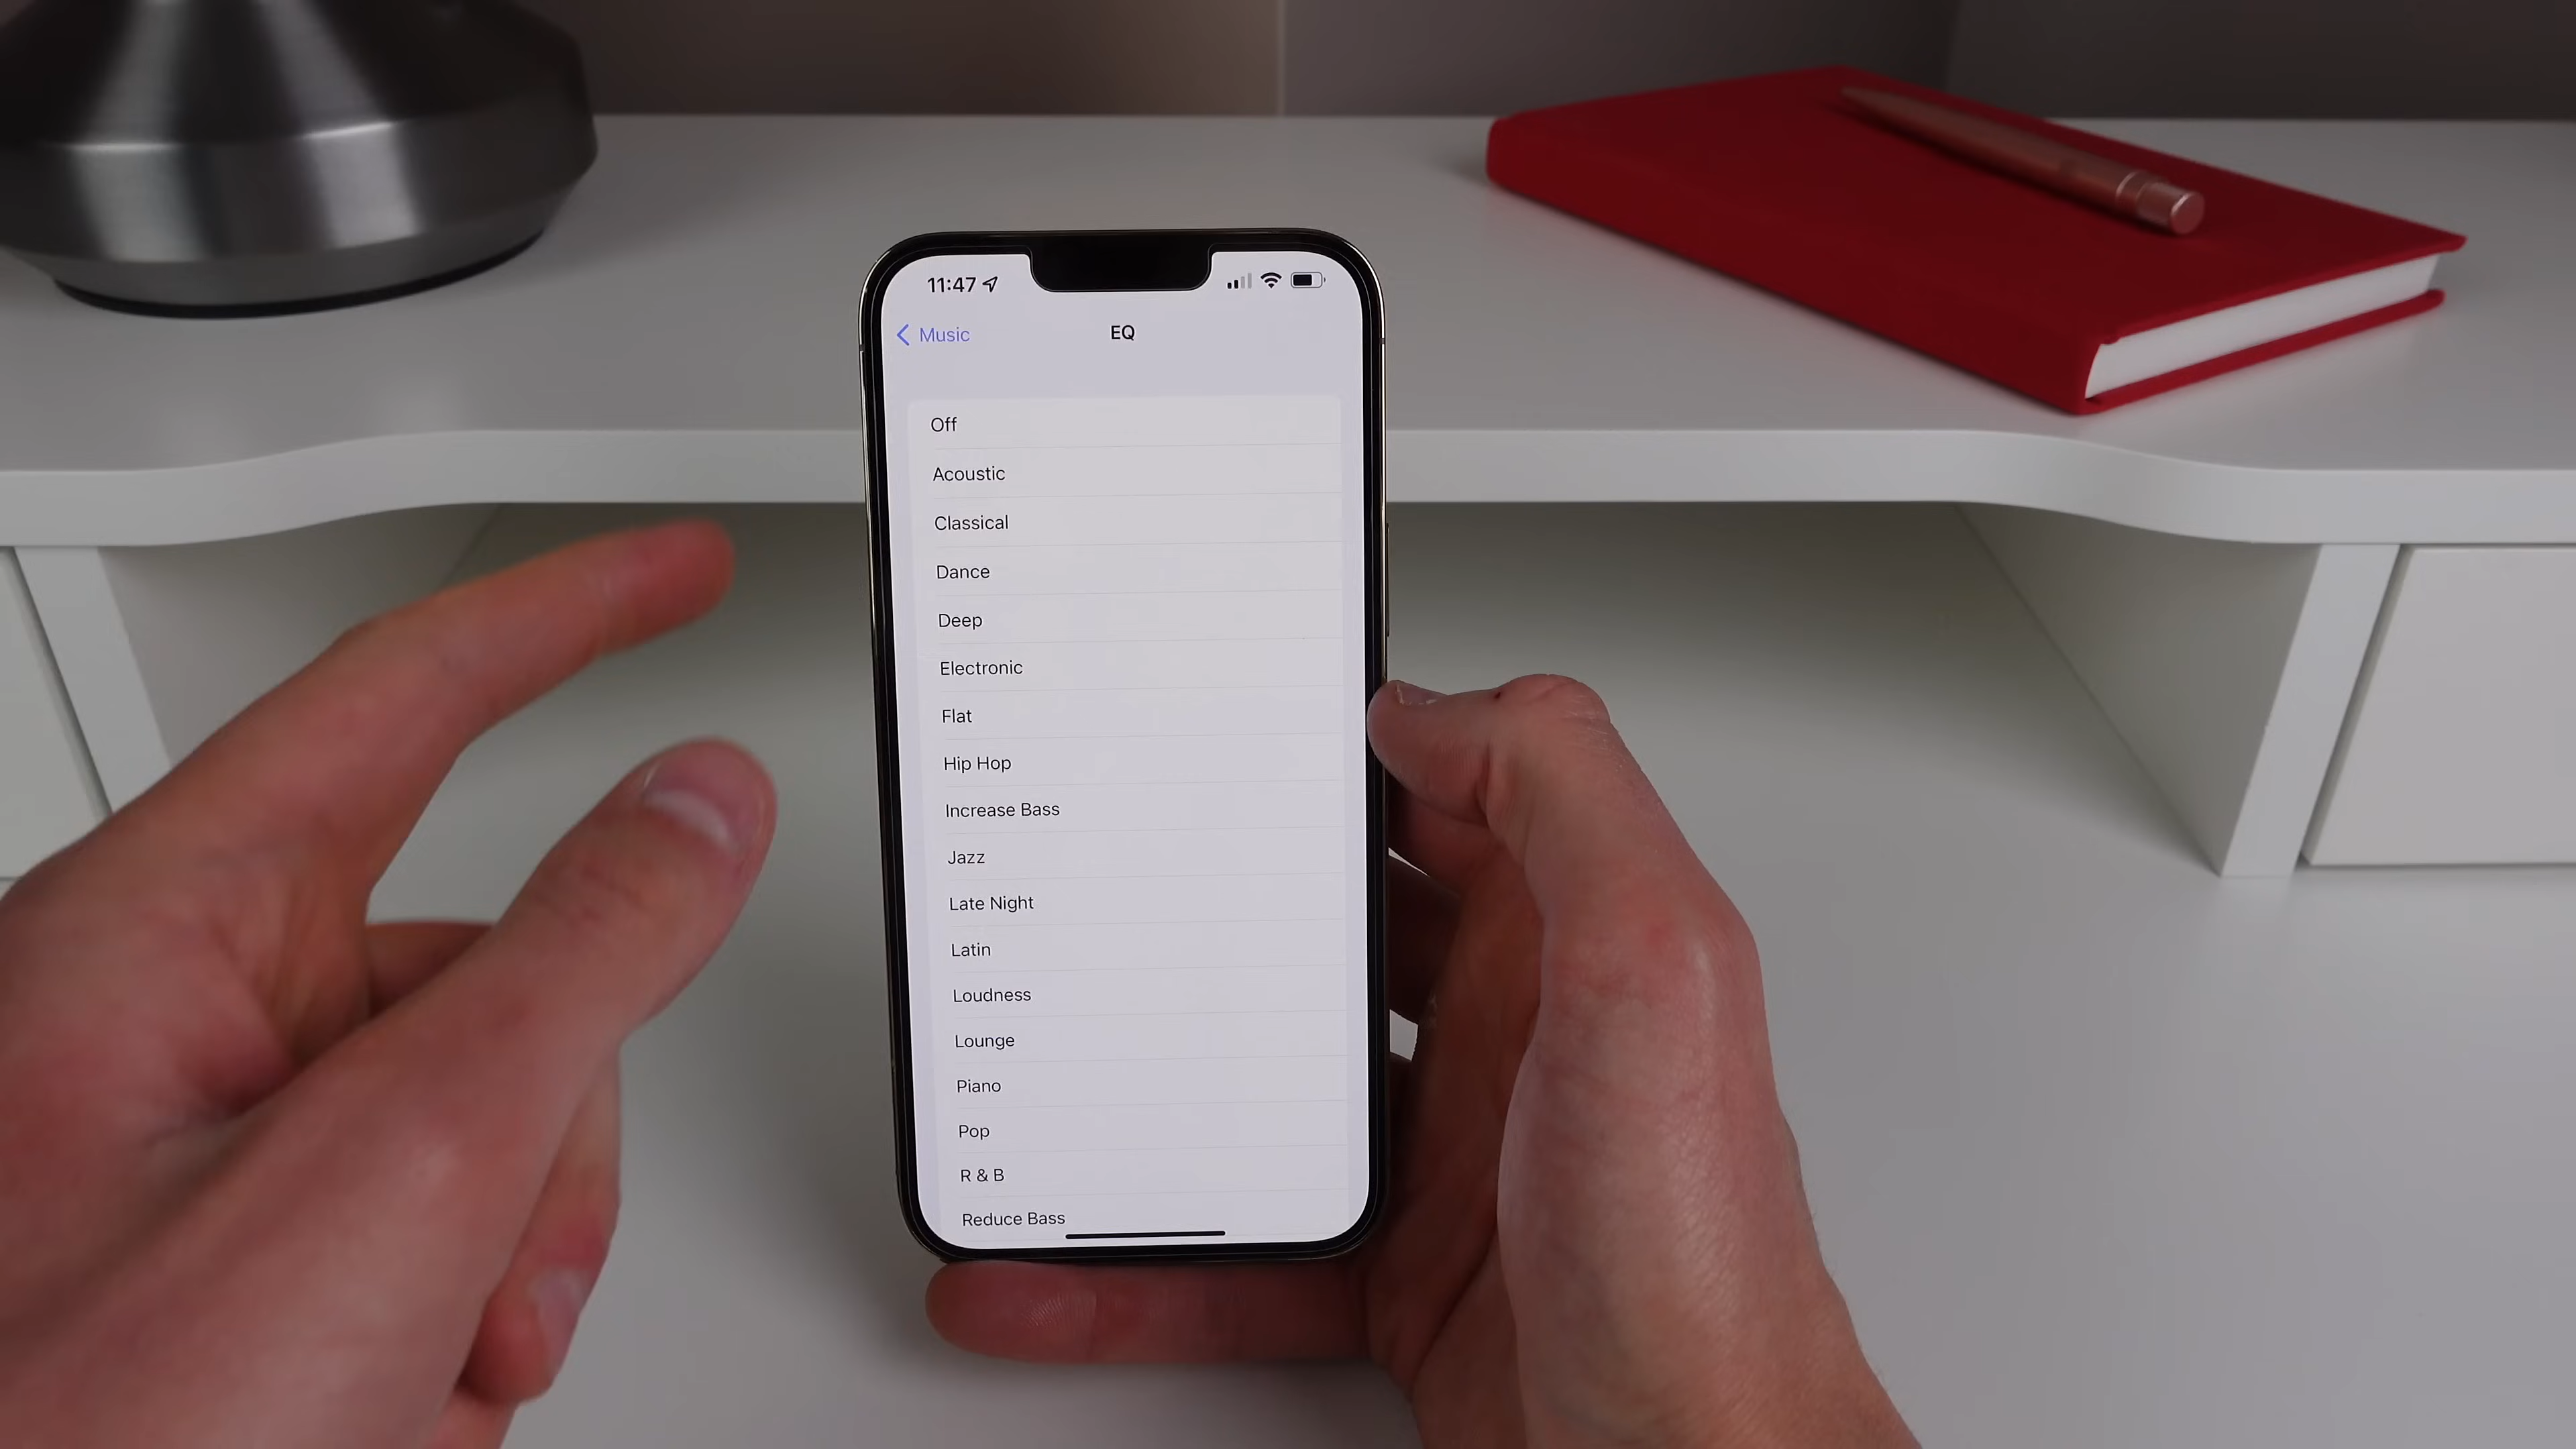 11:47
Music
EQ
Off
Acoustic
Classical
Dance
Deep
Electronic
Flat
Hip Hop
Increase Bass
Jazz
Late Night
Latin
Loudness
Lounge
Piano
Pop
R & B
Reduce Bass